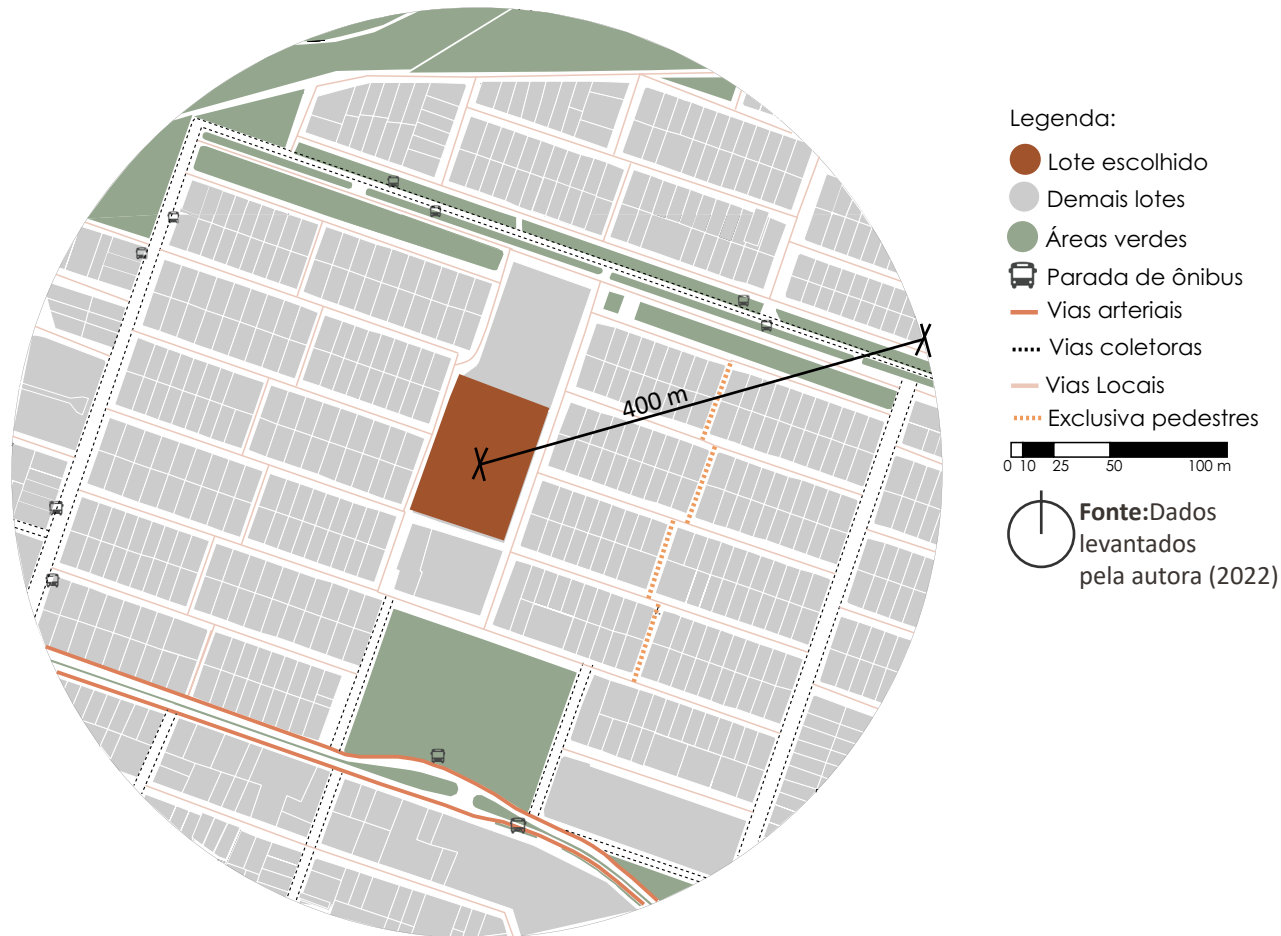 400 m
Legenda:
Lote escolhido
Demais lotes
Áreas verdes
Parada de ônibus
Vias arteriais
Vias coletoras
Vias Locais
Exclusiva pedestres
0 10 25 50 100 m
Fonte:Dados
levantados
pela autora (2022)